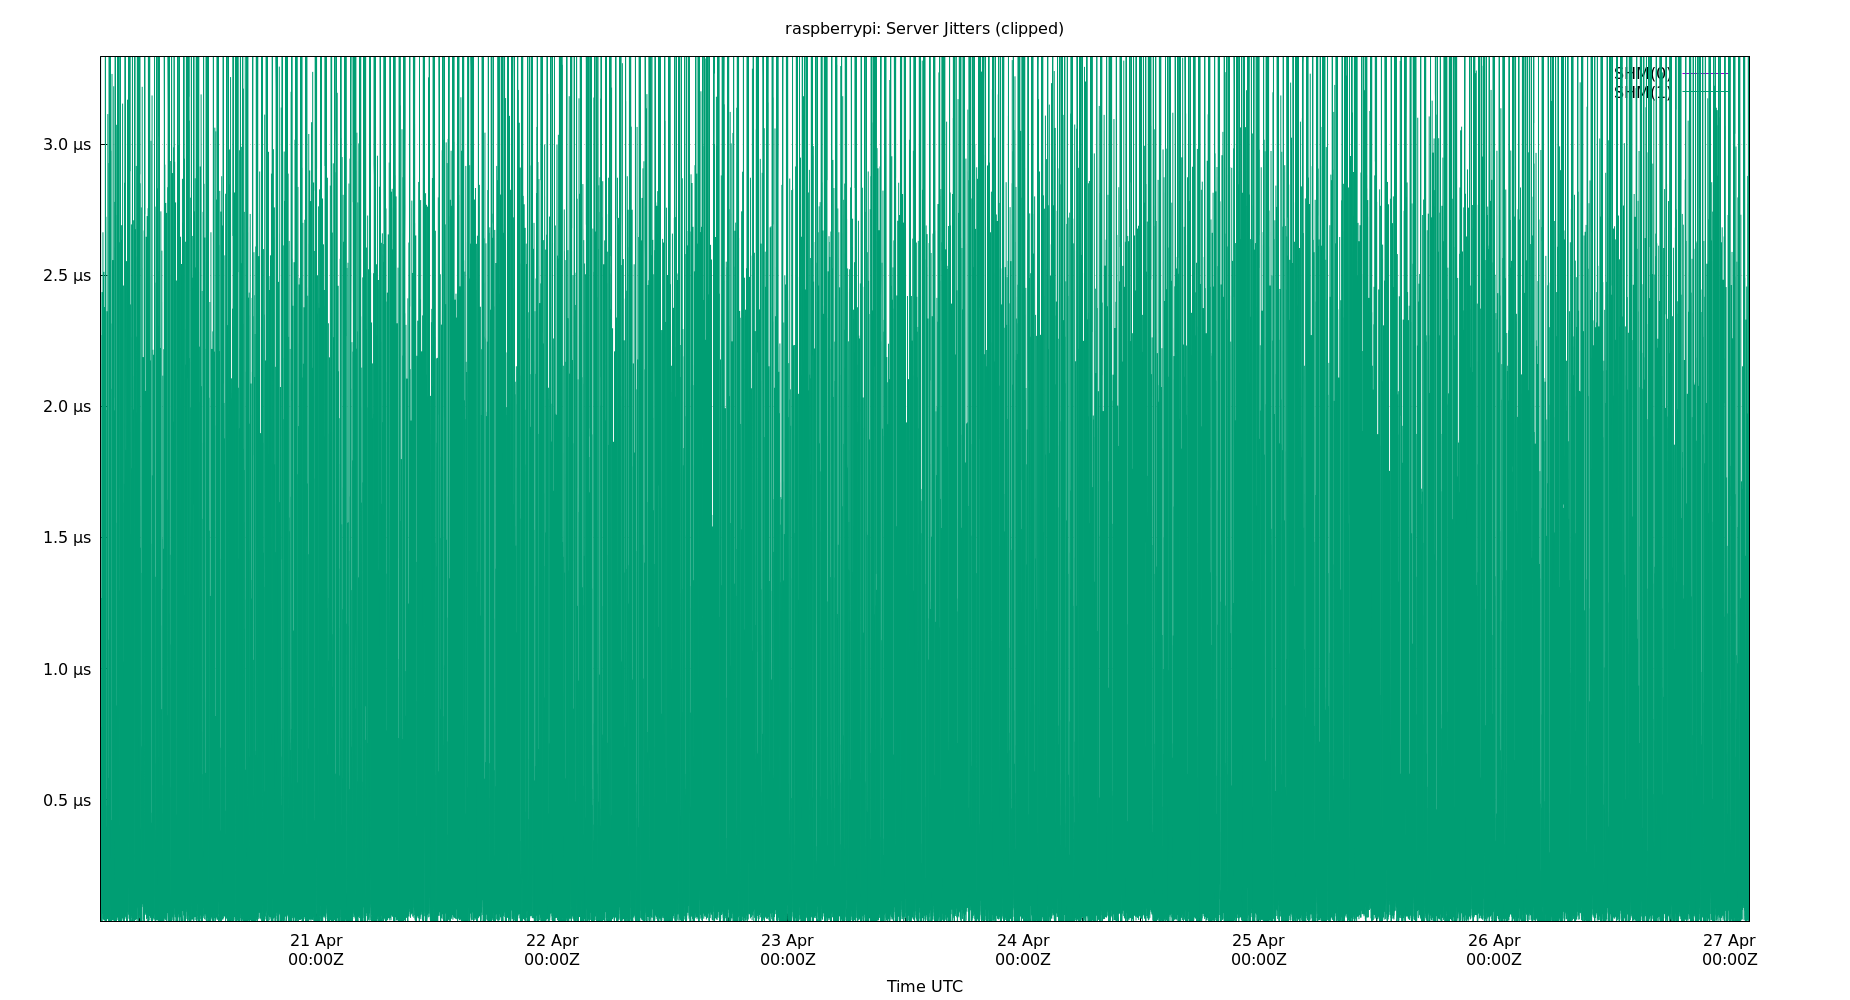 raspberrypi: Server Jitters (clipped)
SHM(0)
SHM(1)
3.0 μs
2.5 μs
2.0 μs
1.5 μs
1.0 μs
0.5 μs
21 Apr 22 Apr 23 Apr 24 Apr 25 Apr 26 Apr 27 Apr
00:00Z 00:00Z 00:00Z 00:00Z 00:00Z 00:00Z 00:00Z
Time UTC